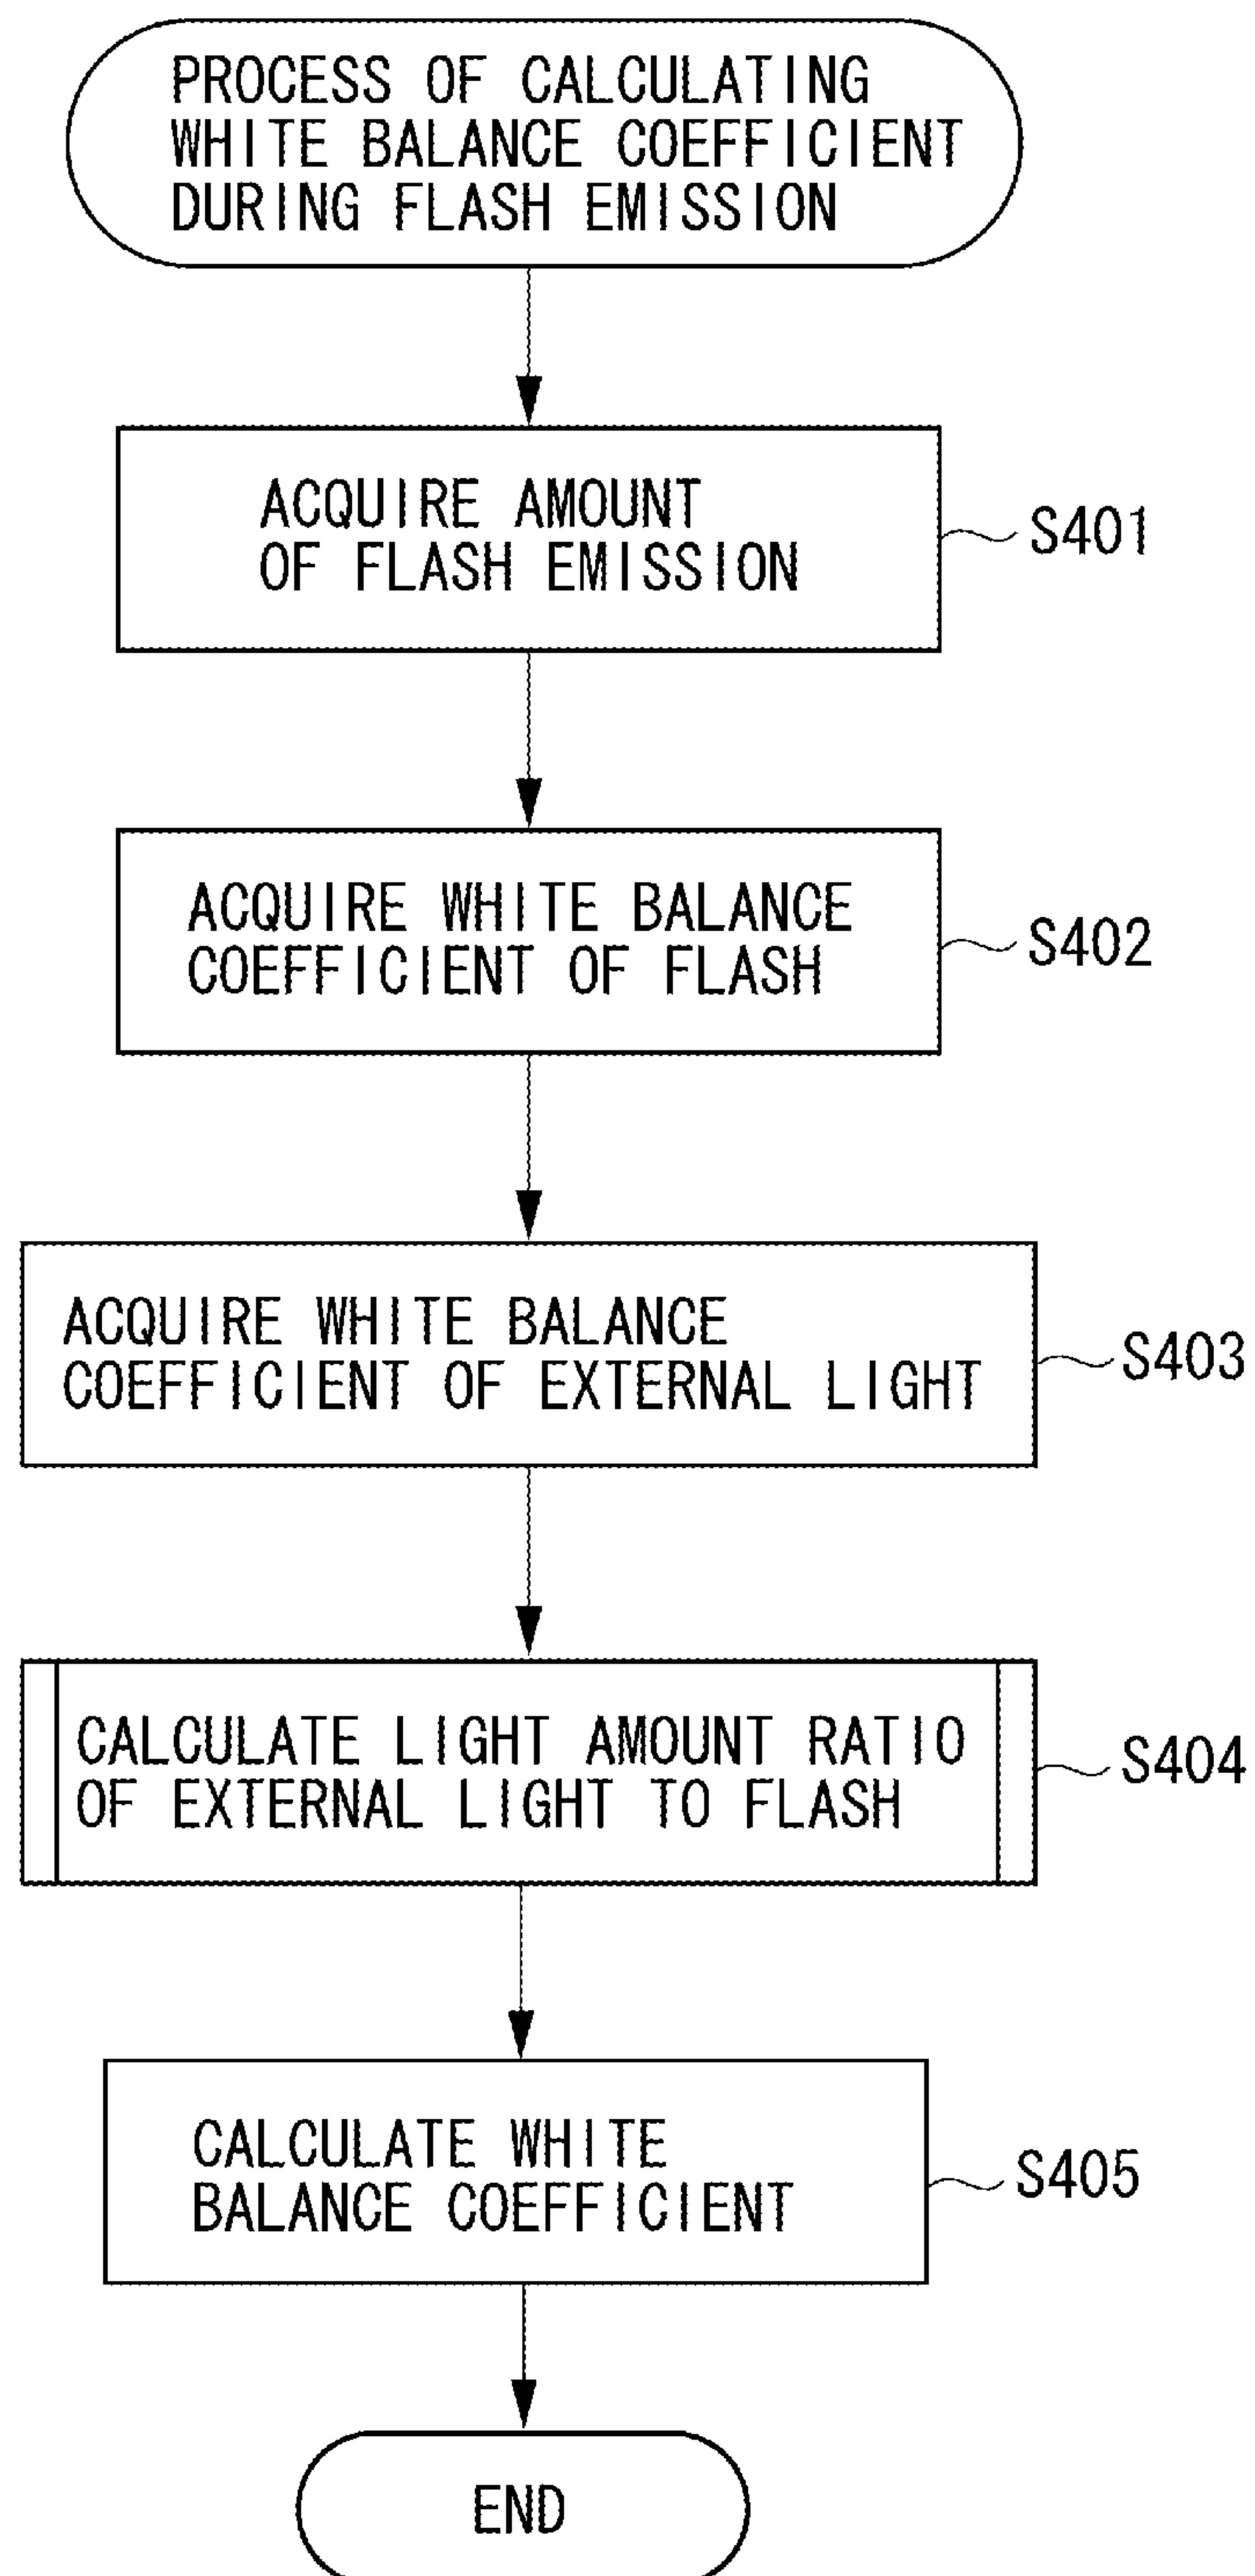 PROCESS OF CALCULATING
WHITE BALANCE COEFFICIENT
DURING FLASH EMISSION
ACQUIRE AMOUNT
OF FLASH EMISSION
S401
ACQUIRE WHITE BALANCE
COEFFICIENT OF FLASH
S402
ACQUIRE WHITE BALANCE
COEFFICIENT OF EXTERNAL LIGHT
S403
CALCULATE LIGHT AMOUNT RATIO
OF EXTERNAL LIGHT TO FLASH
S404
CALCULATE WHITE
BALANCE COEFFICIENT
S405
END